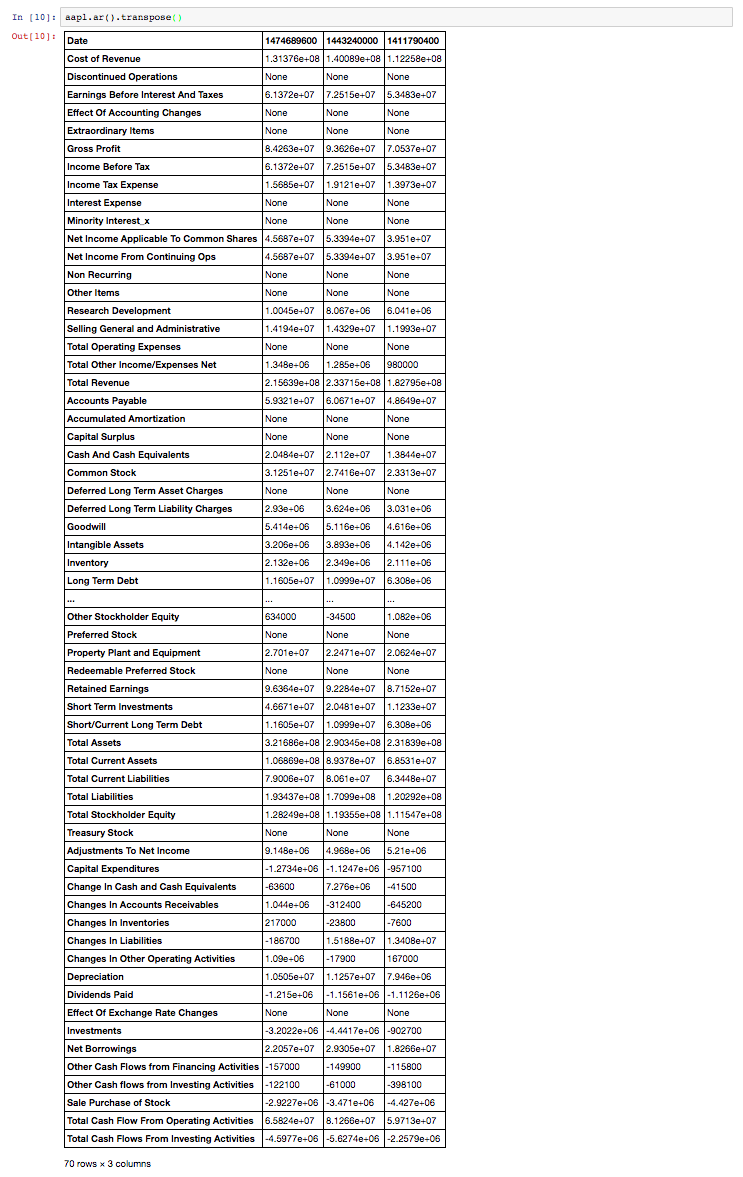 In [10]: aapl.ar().transpose()
Out[10]:
Date 1474689600 1443240000 1411790400
Cost of Revenue 1.31376e+08 1.40089e+08 1.12258e+08
Discontinued Operations None None None
Earnings Before Interest And Taxes 6.1372e+07 7.2515e+07 5.3483e+07
Effect Of Accounting Changes None None None
Extraordinary Items None None None
Gross Profit 8.4263e+07 9.3626e+07 7.0537e+07
Income Before Tax 6.1372e+07 7.2515e+07 5.3483e+07
Income Tax Expense 1.5685e+07 1.9121e+07 1.3973e+07
Interest Expense None None None
Minority Interest_x None None None
Net Income Applicable To Common Shares 4.5687e+07 5.3394e+07 3.951e+07
Net Income From Continuing Ops 4.5687e+07 5.3394e+07 3.951e+07
Non Recurring None None None
Other Items None None None
Research Development 1.0045e+07 8.067e+06 6.041e+06
Selling General and Administrative 1.4194e+07 1.4329e+07 1.1993e+07
Total Operating Expenses None None None
Total Other Income/Expenses Net 1.348e+06 1.285e+06 980000
Total Revenue 2.15639e+08 2.33715e+08 1.82795e+08
Accounts Payable 5.9321e+07 6.0671e+07 4.8649e+07
Accumulated Amortization None None None
Capital Surplus None None None
Cash And Cash Equivalents 2.0484e+07 2.112e+07 1.3844e+07
Common Stock 3.1251e+07 2.7416e+07 2.3313e+07
Deferred Long Term Asset Charges None None None
Deferred Long Term Liability Charges 2.93e+06 3.624e+06 3.031e+06
Goodwill 5.414e+06 5.116e+06 4.616e+06
Intangible Assets 3.206e+06 3.893e+06 4.142e+06
Inventory 2.132e+06 2.349e+06 2.111e+06
Long Term Debt 1.1605e+07 1.0999e+07 6.308e+06
... ... ... ...
Other Stockholder Equity 634000 -34500 1.082e+06
Preferred Stock None None None
Property Plant and Equipment 2.701e+07 2.2471e+07 2.0624e+07
Redeemable Preferred Stock None None None
Retained Earnings 9.6364e+07 9.2284e+07 8.7152e+07
Short Term Investments 4.6671e+07 2.0481e+07 1.1233e+07
Short/Current Long Term Debt 1.1605e+07 1.0999e+07 6.308e+06
Total Assets 3.21686e+08 2.90345e+08 2.31839e+08
Total Current Assets 1.06869e+08 8.9378e+07 6.8531e+07
Total Current Liabilities 7.9006e+07 8.061e+07 6.3448e+07
Total Liabilities 1.93437e+08 1.7099e+08 1.20292e+08
Total Stockholder Equity 1.28249e+08 1.19355e+08 1.11547e+08
Treasury Stock None None None
Adjustments To Net Income 9.148e+06 4.968e+06 5.21e+06
Capital Expenditures -1.2734e+06 -1.1247e+06 -957100
Change In Cash and Cash Equivalents -63600 7.276e+06 -41500
Changes In Accounts Receivables 1.044e+06 -312400 -645200
Changes In Inventories 217000 -23800 -7600
Changes In Liabilities -186700 1.5188e+07 1.3408e+07
Changes In Other Operating Activities 1.09e+06 -17900 167000
Depreciation 1.0505e+07 1.1257e+07 7.946e+06
Dividends Paid -1.215e+06 -1.1561e+06 -1.1126e+06
Effect Of Exchange Rate Changes None None None
Investments -3.2022e+06 -4.4417e+06 -902700
Net Borrowings 2.2057e+07 2.9305e+07 1.8266e+07
Other Cash Flows from Financing Activities -157000 -149900 -115800
Other Cash flows from Investing Activities -122100 -61000 -398100
Sale Purchase of Stock -2.9227e+06 -3.471e+06 -4.427e+06
Total Cash Flow From Operating Activities 6.5824e+07 8.1266e+07 5.9713e+07
Total Cash Flows From Investing Activities -4.5977e+06 -5.6274e+06 -2.2579e+06
70 rows × 3 columns